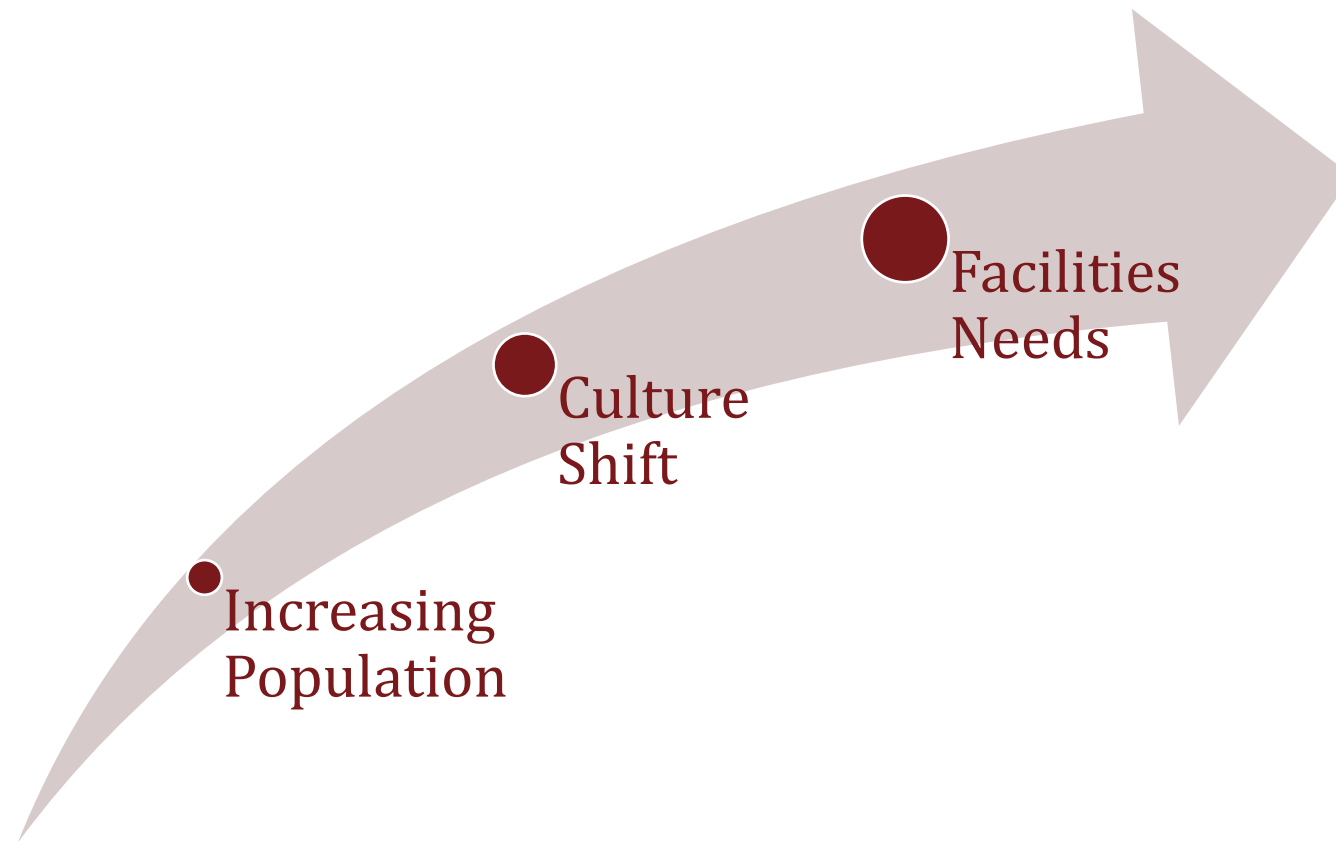 Facilities
Needs
Culture
Shift
Increasing
Population